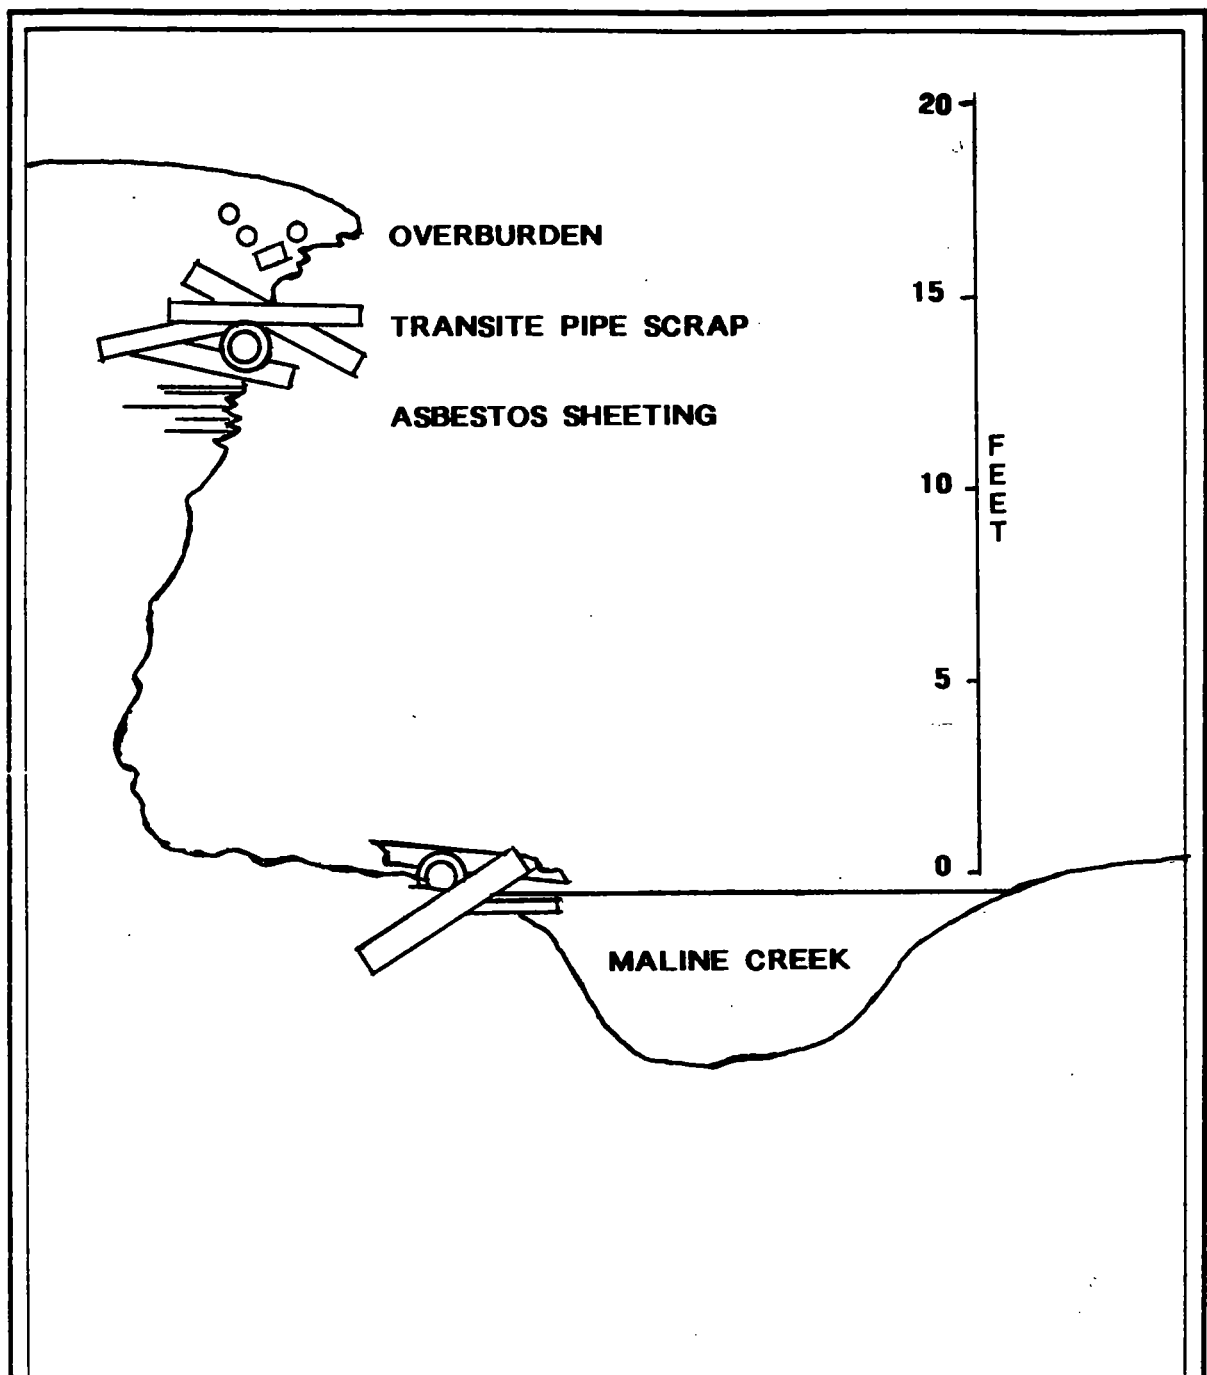 20
OVERBURDEN
15
TRANSITE PIPE SCRAP
ASBESTOS SHEETING
FEET
10
5
0
MALINE CREEK